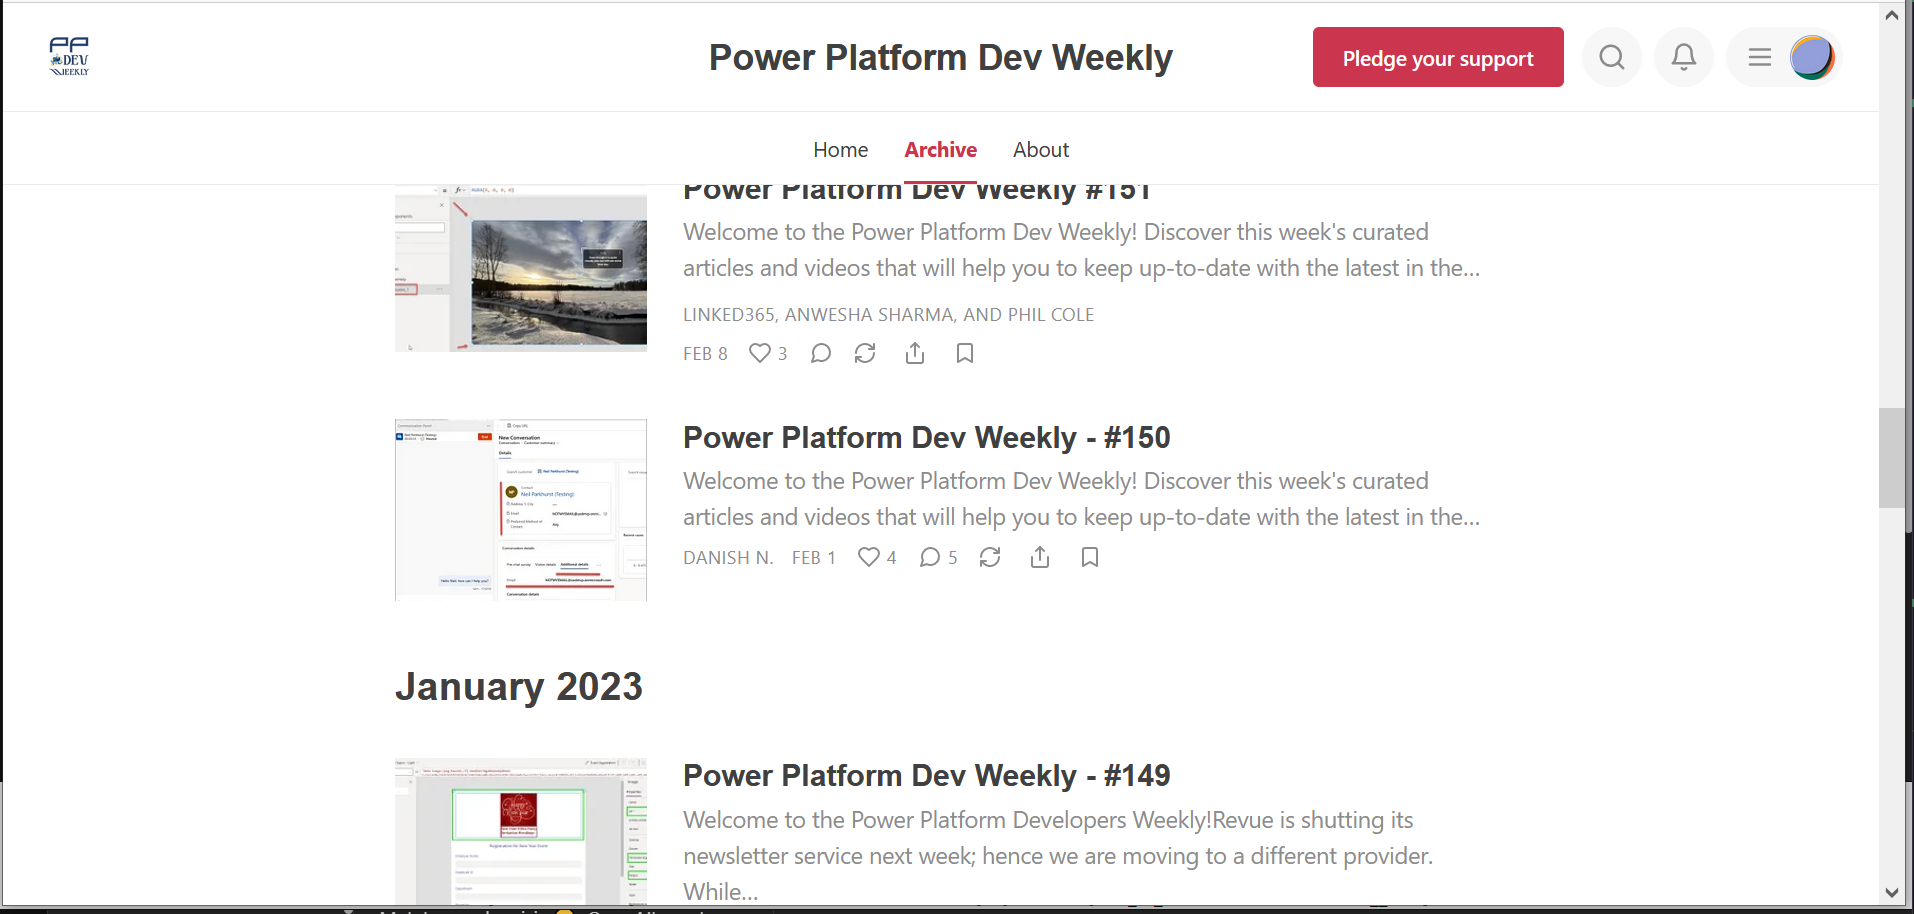 PP
DEV
WEEKLY
Power Platform Dev Weekly
Pledge your support
Home
Archive
About
Power Platform Dev Weekly #151
Welcome to the Power Platform Dev Weekly! Discover this week's curated
articles and videos that will help you to keep up-to-date with the latest in the...
LINKED365, ANWESHA SHARMA, AND PHIL COLE
FEB 8
3
New Conversation
Details
Neil Parkhurst (Testing)
Power Platform Dev Weekly - #150
Welcome to the Power Platform Dev Weekly! Discover this week's curated
articles and videos that will help you to keep up-to-date with the latest in the...
DANISH N.
FEB 1
4
5
January 2023
Power Platform Dev Weekly - #149
Welcome to the Power Platform Developers Weekly!Revue is shutting its
newsletter service next week; hence we are moving to a different provider.
While...